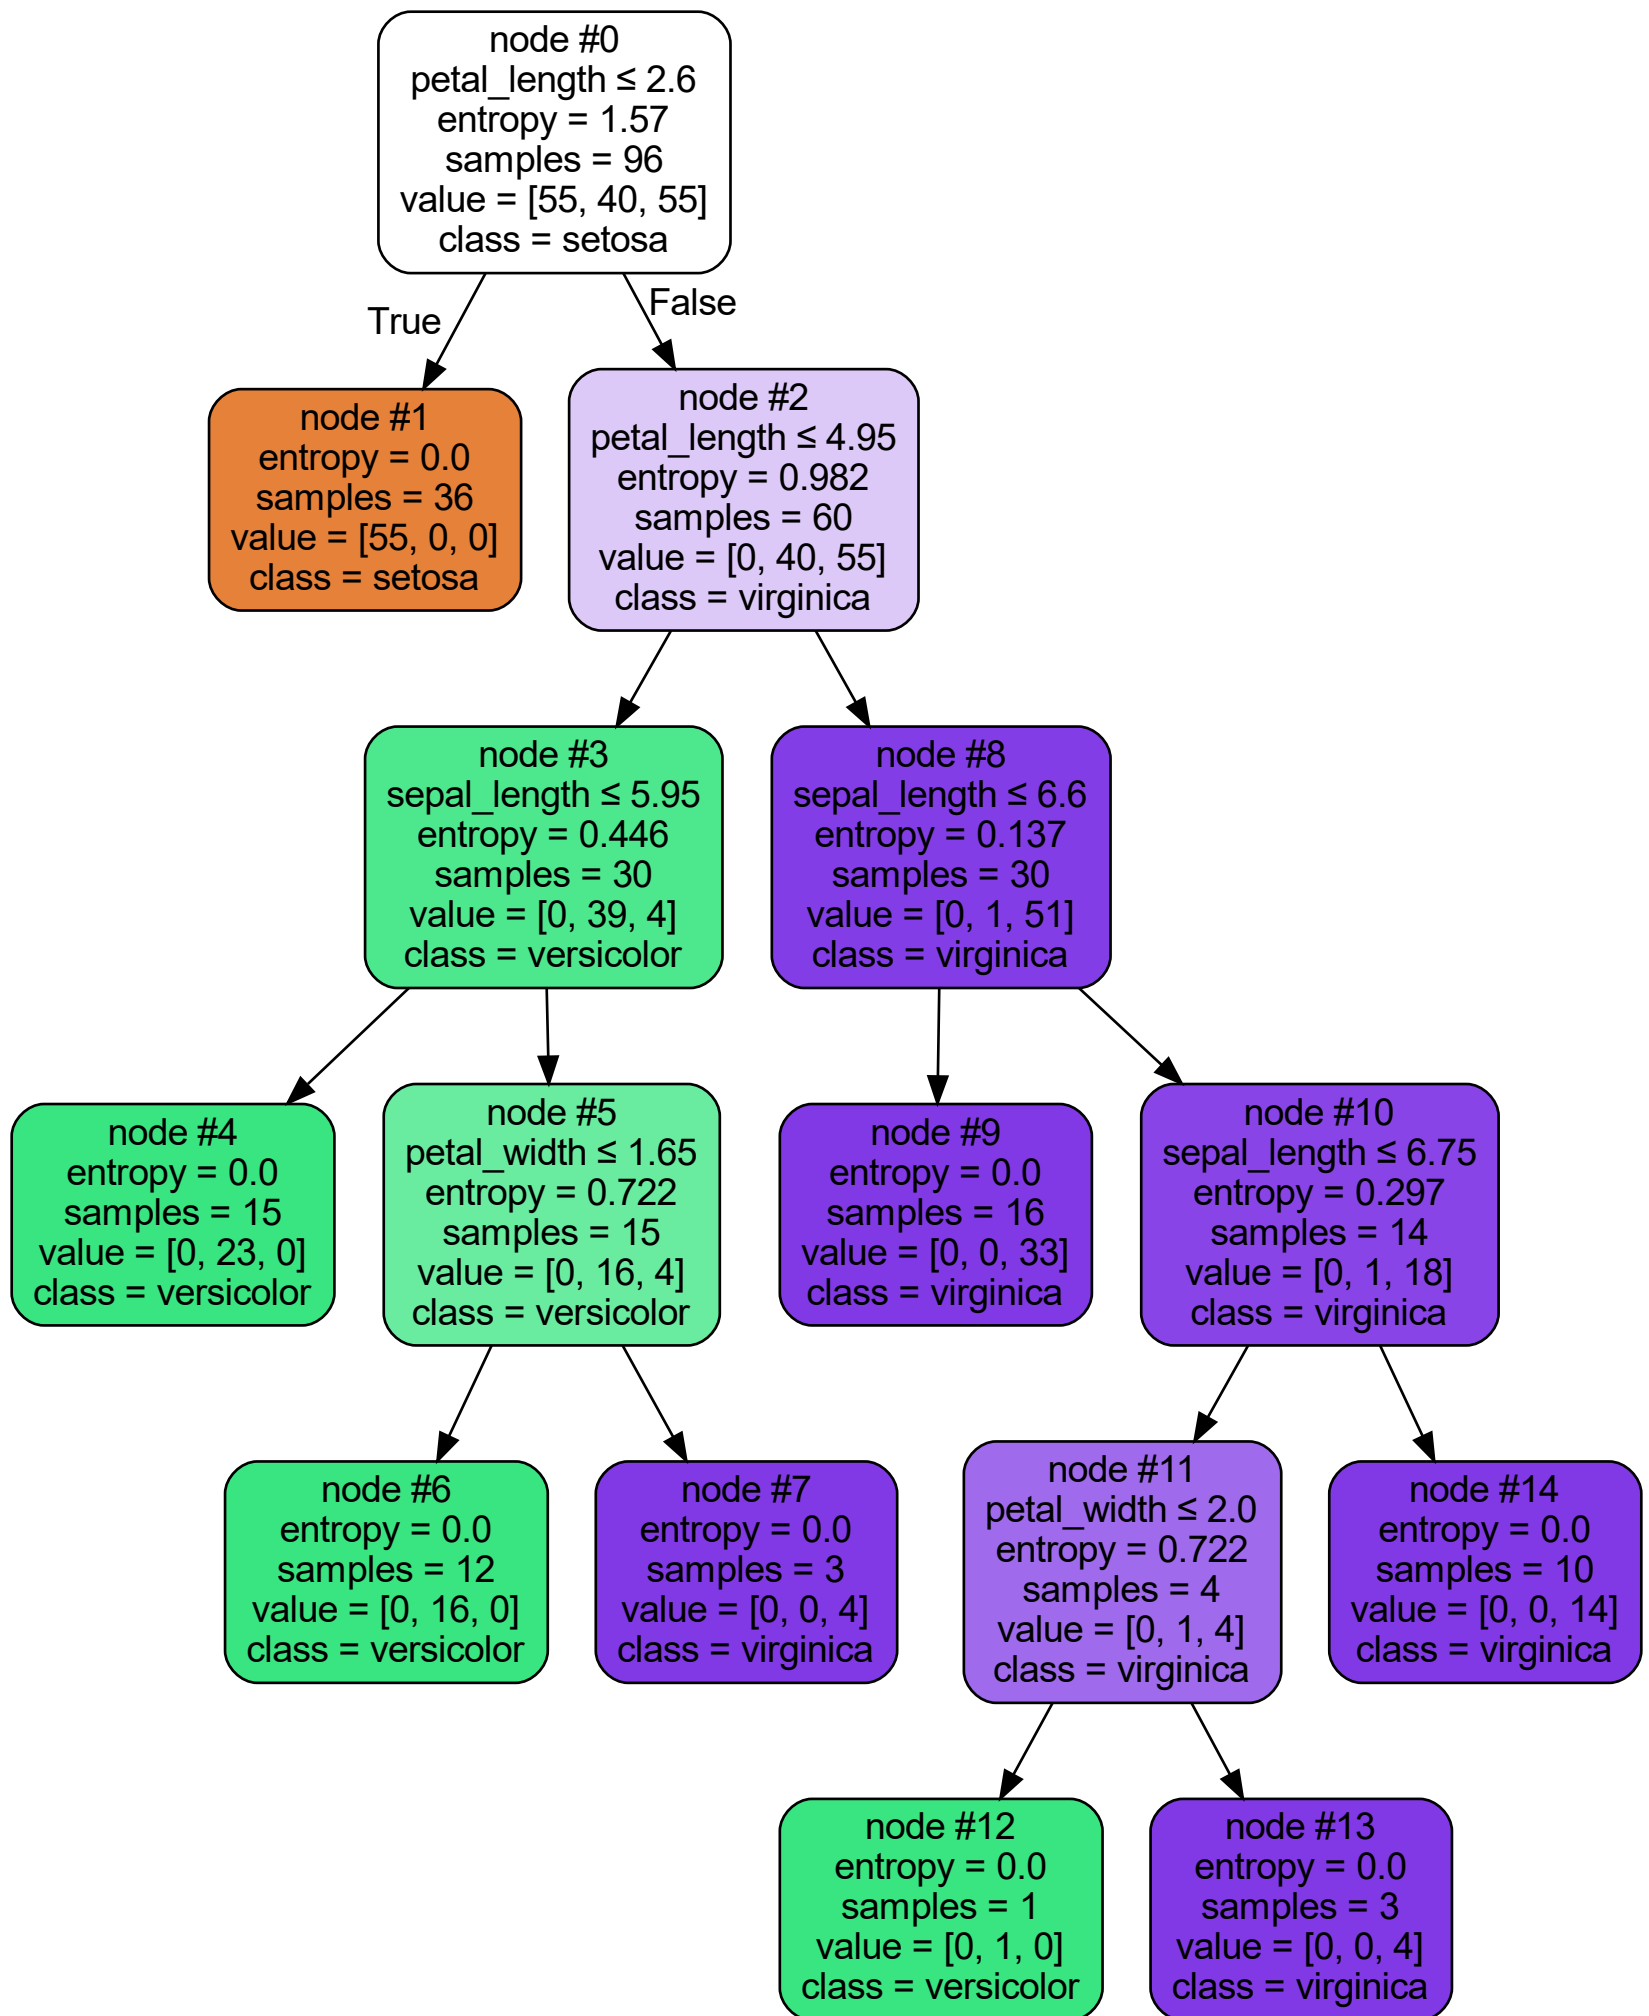 node #0
petal_length ≤ 2.6
entropy = 1.57
samples = 96
value = [55, 40, 55]
class = setosa
True
False
node #1
entropy = 0.0
samples = 36
value = [55, 0, 0]
class = setosa
node #2
petal_length ≤ 4.95
entropy = 0.982
samples = 60
value = [0, 40, 55]
class = virginica
node #3
sepal_length ≤ 5.95
entropy = 0.446
samples = 30
value = [0, 39, 4]
class = versicolor
node #8
sepal_length ≤ 6.6
entropy = 0.137
samples = 30
value = [0, 1, 51]
class = virginica
node #4
entropy = 0.0
samples = 15
value = [0, 23, 0]
class = versicolor
node #5
petal_width ≤ 1.65
entropy = 0.722
samples = 15
value = [0, 16, 4]
class = versicolor
node #9
entropy = 0.0
samples = 16
value = [0, 0, 33]
class = virginica
node #10
sepal_length ≤ 6.75
entropy = 0.297
samples = 14
value = [0, 1, 18]
class = virginica
node #6
entropy = 0.0
samples = 12
value = [0, 16, 0]
class = versicolor
node #7
entropy = 0.0
samples = 3
value = [0, 0, 4]
class = virginica
node #11
petal_width ≤ 2.0
entropy = 0.722
samples = 4
value = [0, 1, 4]
class = virginica
node #14
entropy = 0.0
samples = 10
value = [0, 0, 14]
class = virginica
node #12
entropy = 0.0
samples = 1
value = [0, 1, 0]
class = versicolor
node #13
entropy = 0.0
samples = 3
value = [0, 0, 4]
class = virginica